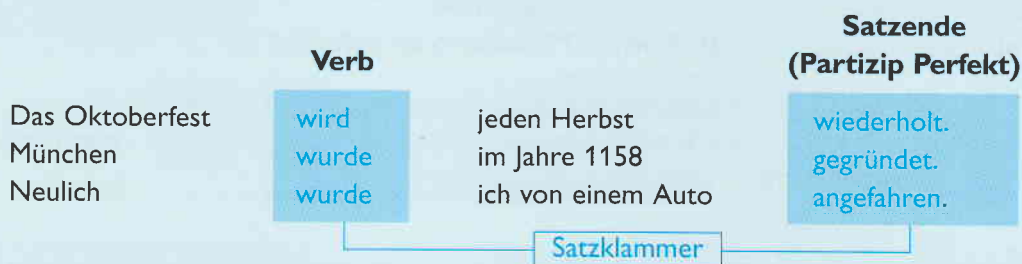 Satzende
Verb (Partizip Perfekt)
Das Oktoberfest wird jeden Herbst wiederholt.
München wurde im Jahre 1158 gegründet.
Neulich wurde ich von einem Auto angefahren.
Satzklammer